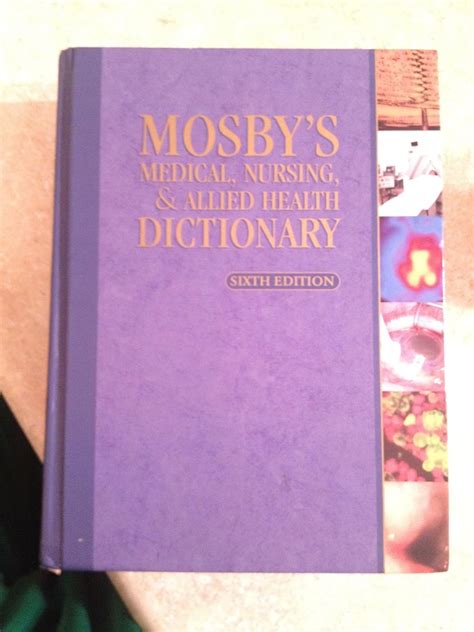 MOSBY'S
MEDICAL, NURSING,
& ALLIED HEALTH
DICTIONARY
SIXTH EDITION